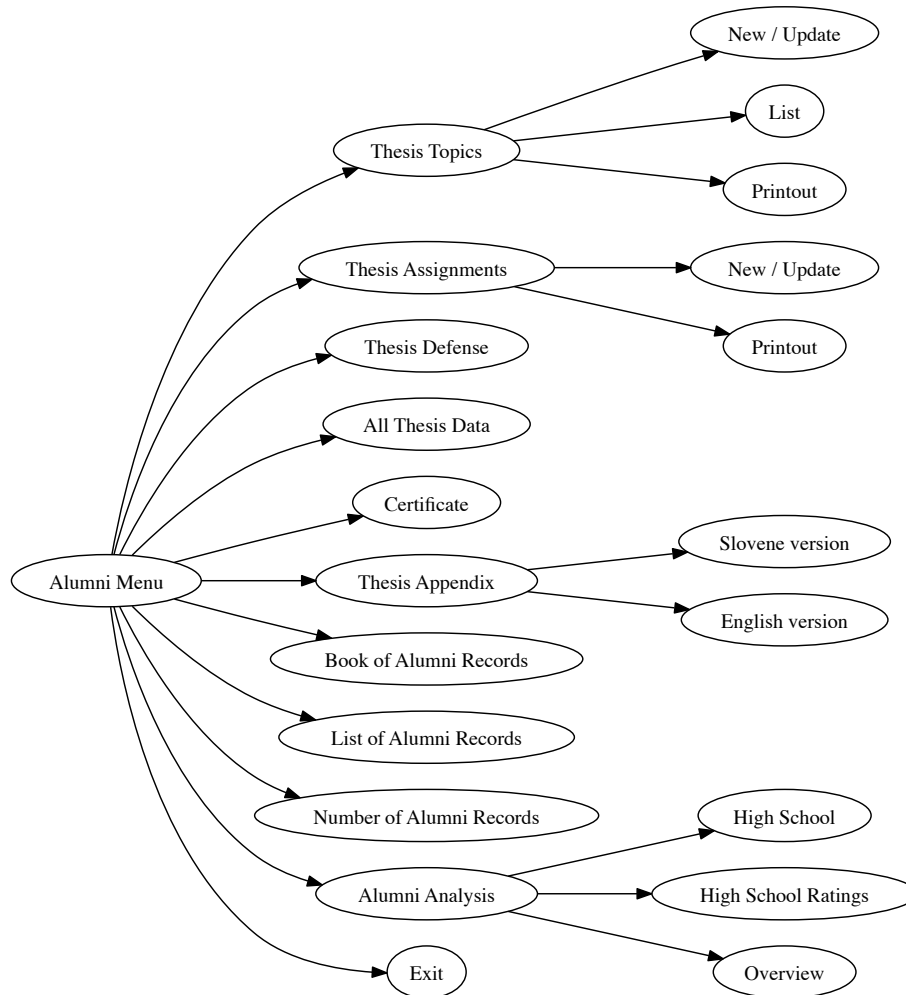 New / Update
List
Thesis Topics
Printout
Thesis Assignments
New / Update
Thesis Defense
Printout
All Thesis Data
Certificate
Slovene version
Alumni Menu
Thesis Appendix
English version
Book of Alumni Records
List of Alumni Records
Number of Alumni Records
High School
Alumni Analysis
High School Ratings
Exit
Overview